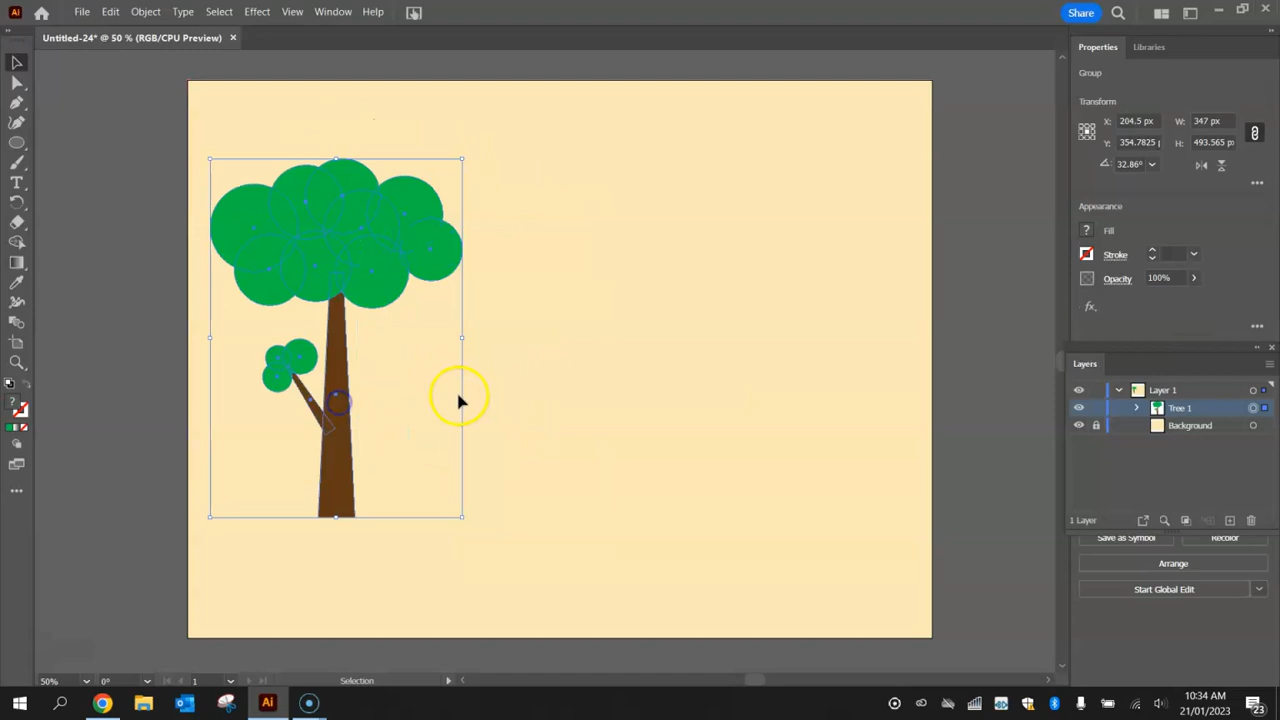 Ai File Edit Object Type Select Effect View Window Help Share
Untitled-24* @ 50 % (RGB/CPU Preview) ×
Properties Libraries
Group
Transform
X: 204.5 px W: 347 px
Y: 354.7825 p H: 493.565 px
32.86°
Appearance
? Fill
Stroke
Opacity 100%
fx
Layers
Layer 1
Tree 1
Background
1 Layer
Save as Symbol Recolor
Arrange
Start Global Edit
50% 0° 1 Selection
Ai
10:34 AM
21/01/2023
23